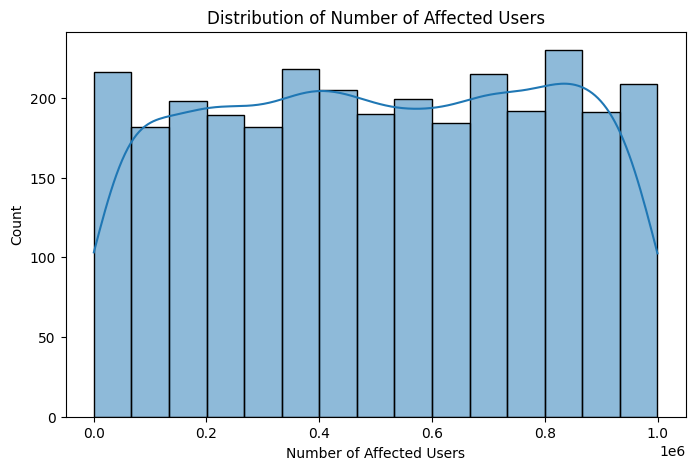 Distribution of Number of Affected Users
Count
200
150
100
50
0
0.0 0.2 0.4 0.6 0.8 1.0
1e6
Number of Affected Users